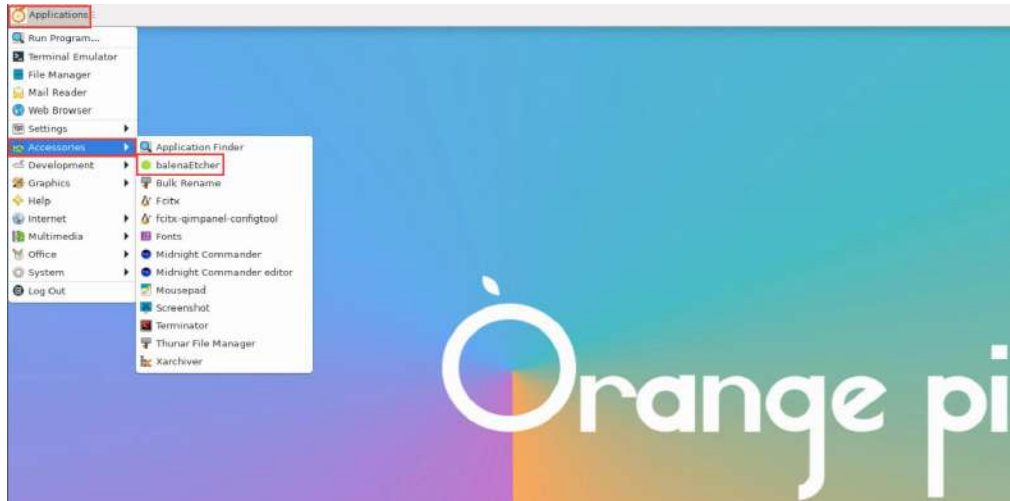 Applications
Run Program...
Terminal Emulator
File Manager
Mail Reader
Web Browser
Settings
Accessories
Development
Graphics
Help
Internet
Multimedia
Office
System
Log Out
Application Finder
balenaEtcher
Bulk Rename
Fcitx
fcitx-qimpanel-configtool
Fonts
Midnight Commander
Midnight Commander editor
Mousepad
Screenshot
Terminator
Thunar File Manager
Xarchiver
Orange pi